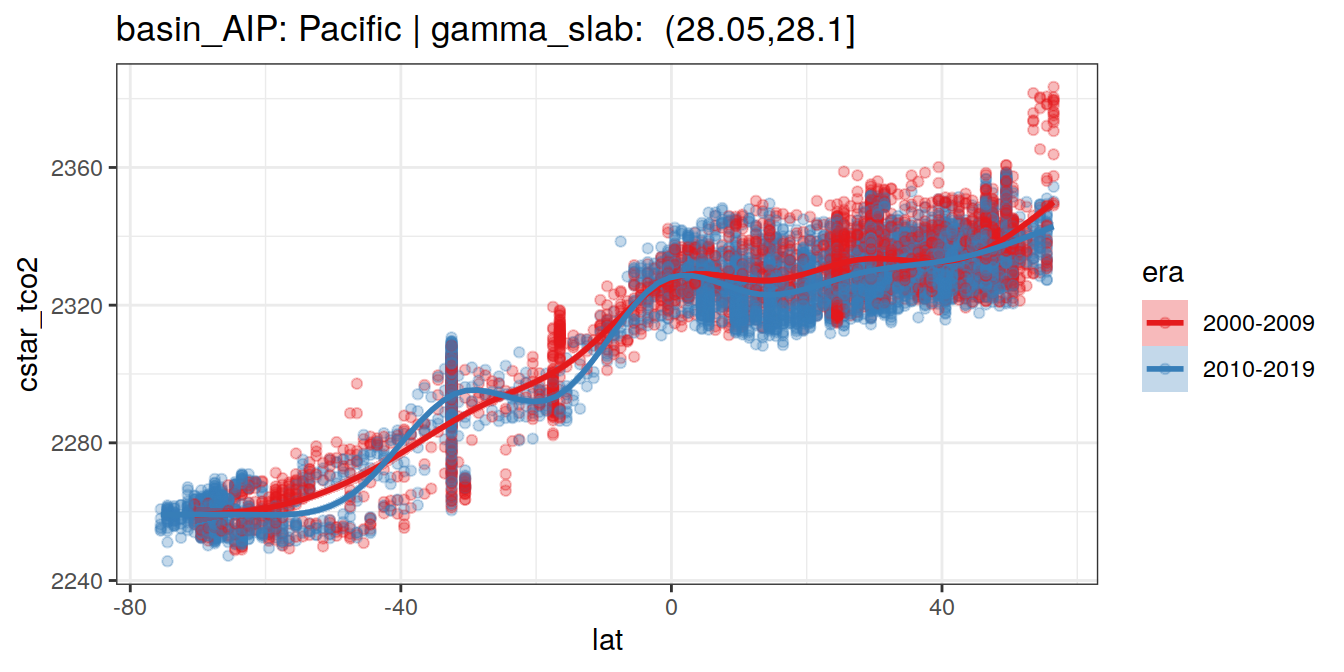 basin_AIP: Pacific | gamma_slab:  (28.05,28.1]
cstar_tco2
2360
2320
2280
2240
-80
-40
0
40
lat
era
2000-2009
2010-2019